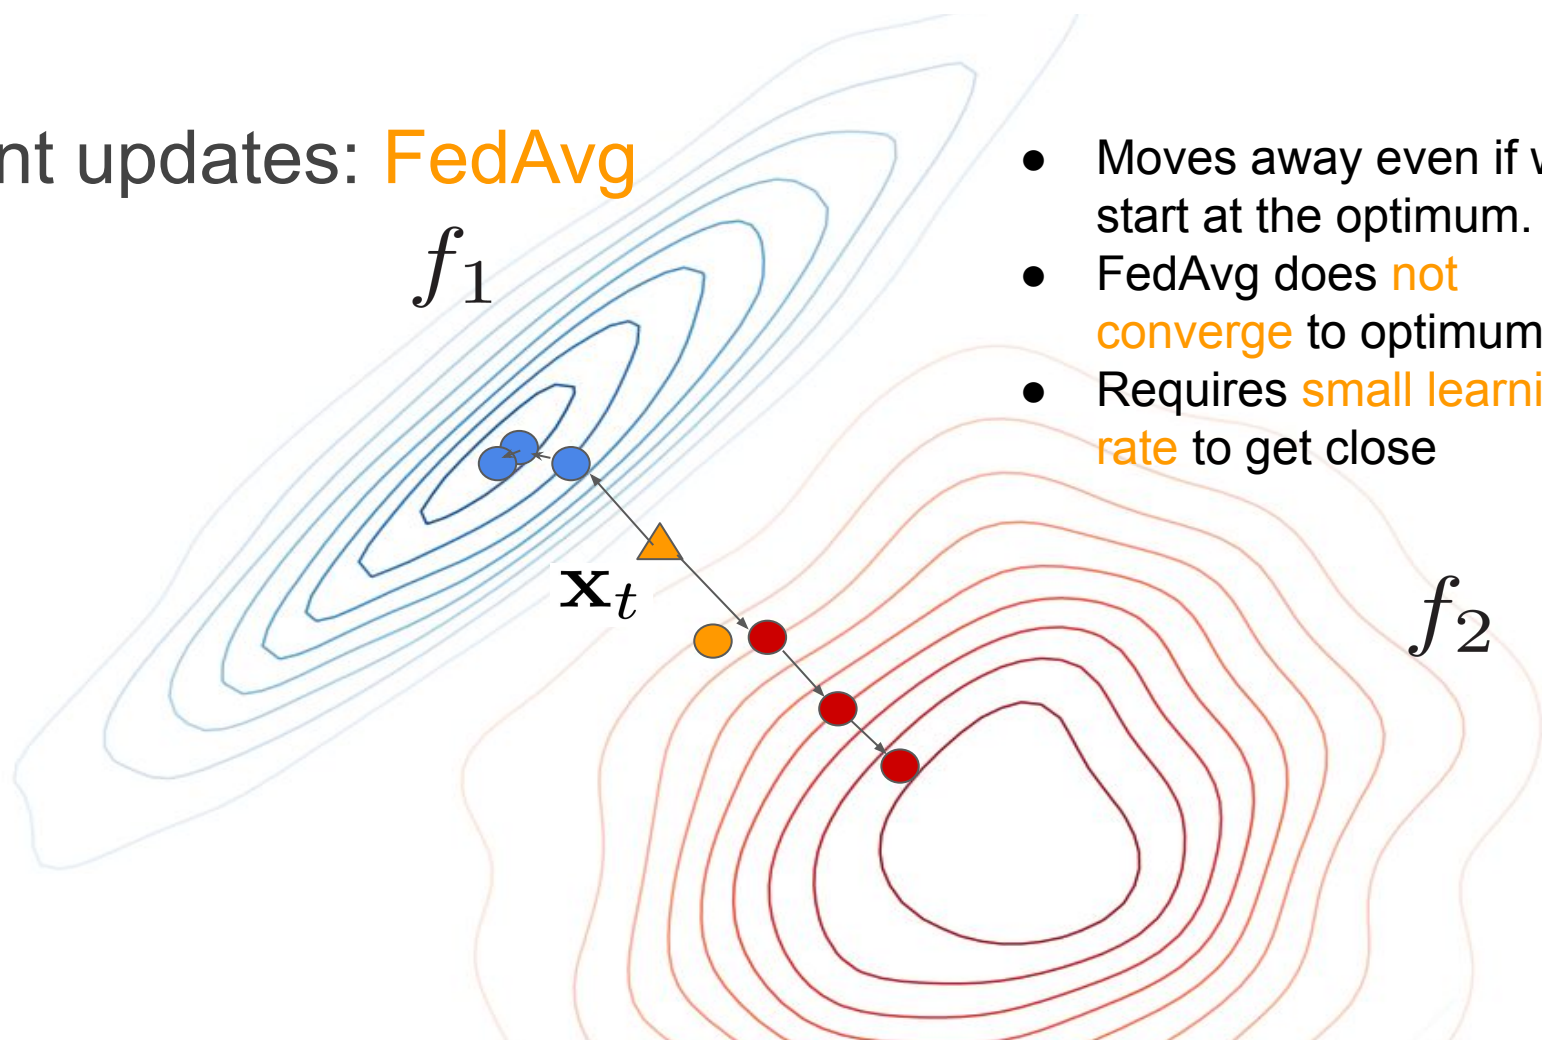 nt updates: FedAvg
f₁
● Moves away even if
start at the optimum.
● FedAvg does not
converge to optimum
● Requires small learni
rate to get close
xₜ
f₂